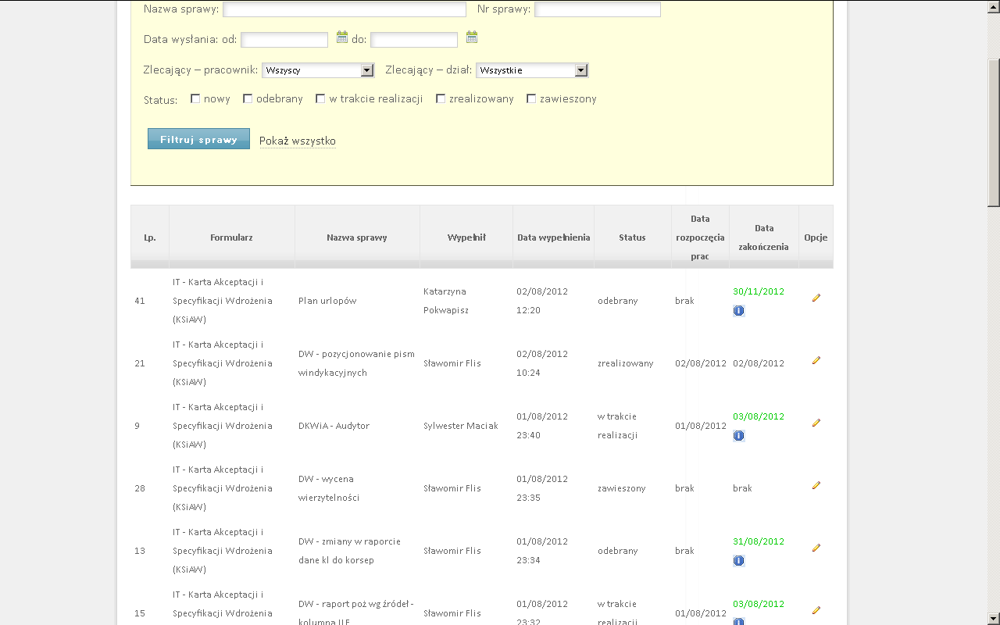 Nazwa sprawy: Nr sprawy:
Data wysłania: od: do:
Zlecający – pracownik: Wszyscy Zlecający – dział: Wszystkie
Status: nowy odebrany w trakcie realizacji zrealizowany zawieszony
Filtruj sprawy Pokaż wszystko
Lp. Formularz Nazwa sprawy Wypełnił Data wypełnienia Status Data rozpoczęcia prac Data zakończenia Opcje
41 IT - Karta Akceptacji i Specyfikacji Wdrożenia (KSiAW) Plan urlopów Katarzyna Pokwapisz 02/08/2012 12:20 odebrany brak 30/11/2012
21 IT - Karta Akceptacji i Specyfikacji Wdrożenia (KSiAW) DW - pozycjonowanie pism windykacyjnych Sławomir Flis 02/08/2012 10:24 zrealizowany 02/08/2012 02/08/2012
9 IT - Karta Akceptacji i Specyfikacji Wdrożenia (KSiAW) DKWiA - Audytor Sylwester Maciak 01/08/2012 23:40 w trakcie realizacji 01/08/2012 03/08/2012
28 IT - Karta Akceptacji i Specyfikacji Wdrożenia (KSiAW) DW - wycena wierzytelności Sławomir Flis 01/08/2012 23:35 zawieszony brak brak
13 IT - Karta Akceptacji i Specyfikacji Wdrożenia (KSiAW) DW - zmiany w raporcie dane kl do korsep Sławomir Flis 01/08/2012 23:34 odebrany brak 31/08/2012
15 IT - Karta Akceptacji i Specyfikacji Wdrożenia DW - raport poż wg źródeł - kolumna Sławomir Flis 01/08/2012 23:32 w trakcie realizacji 01/08/2012 03/08/2012